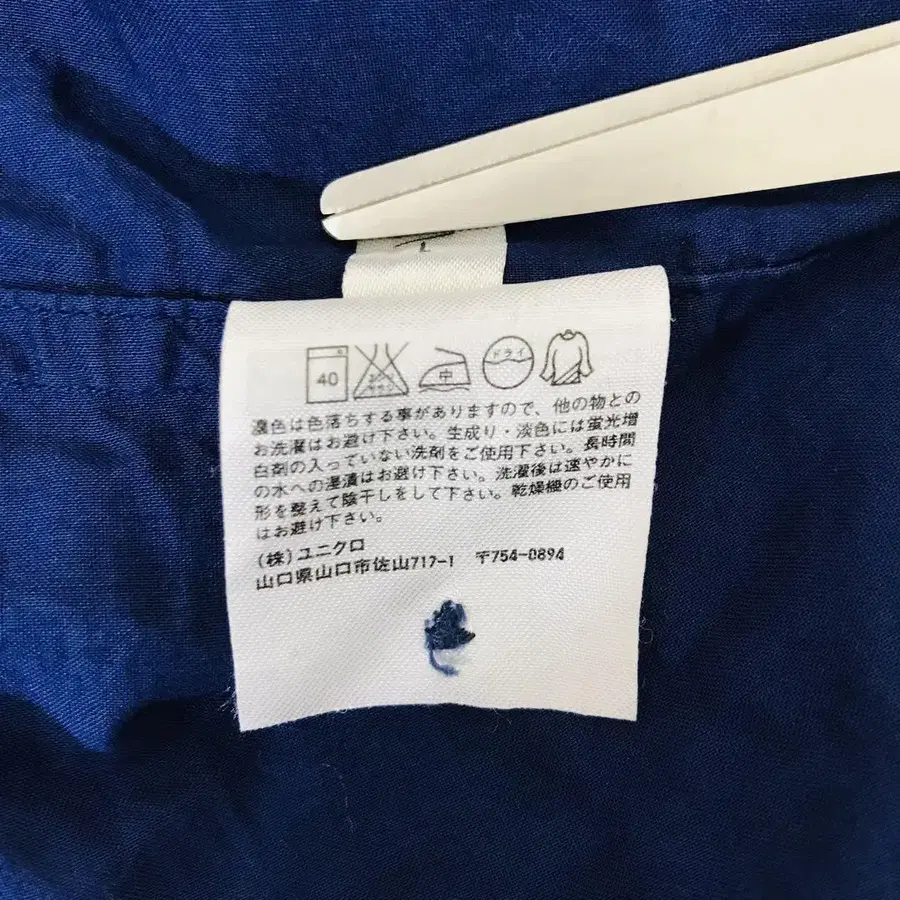 40 エンソ サラシ 中 ドライ
濃色は色落ちする事がありますので、他の物との
お洗濯はお避け下さい。生成り・淡色には蛍光増
白剤の入っていない洗剤をご使用下さい。長時間
の水への浸漬はお避け下さい。洗濯後は速やかに
形を整えて陰干しをして下さい。乾燥機のご使用
はお避け下さい。
(株)ユニクロ
山口県山口市佐山717-1 〒754-0894